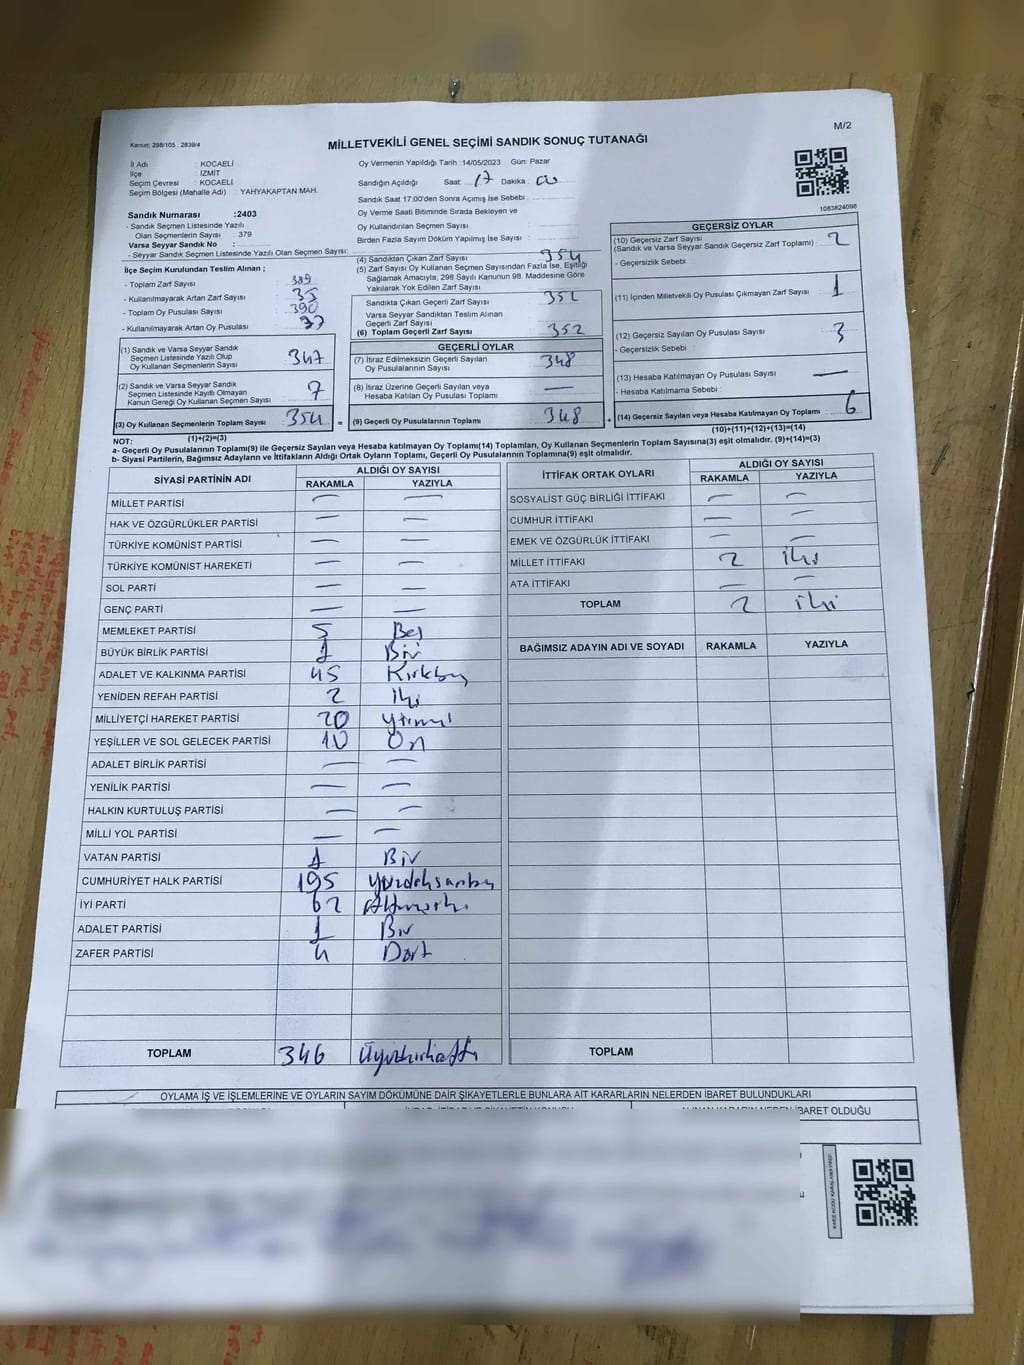 M/2
Kanun; 298/105 , 2839/4
MİLLETVEKİLİ GENEL SEÇİMİ SANDIK SONUÇ TUTANAĞI
İl Adı : KOCAELİ
İlçe : İZMİT
Seçim Çevresi : KOCAELİ
Seçim Bölgesi (Mahalle Adı) : YAHYAKAPTAN MAH.
Oy Vermenin Yapıldığı Tarih :14/05/2023 Gün: Pazar
Sandığın Açıldığı Saat : 17 Dakika :
Sandık Saat 17:00'den Sonra Açımış İse Sebebi :
Oy Verme Saati Bitiminde Sırada Bekleyen ve
Oy Kullandırılan Seçmen Sayısı :
Birden Fazla Sayım Döküm Yapılmış İse Sayısı :
1083824096
Sandık Numarası :2403
- Sandık Seçmen Listesinde Yazılı
Olan Seçmenlerin Sayısı : 379
Varsa Seyyar Sandık No :
- Seyyar Sandık Seçmen Listesinde Yazılı Olan Seçmen Sayısı:
İlçe Seçim Kurulundan Teslim Alınan ;
- Toplam Zarf Sayısı : 389
- Kullanılmayarak Artan Zarf Sayısı : 35
- Toplam Oy Pusulası Sayısı : 390
- Kullanılmayarak Artan Oy Pusulası : 37
(1) Sandık ve Varsa Seyyar Sandık
Seçmen Listesinde Yazılı Olup
Oy Kullanan Seçmenlerin Sayısı : 347
(2) Sandık ve Varsa Seyyar Sandık
Seçmen Listesinde Kayıtlı Olmayan
Kanun Gereği Oy Kullanan Seçmen Sayısı : 7
(3) Oy Kullanan Seçmenlerin Toplam Sayısı : 354 =
(1)+(2)=(3)
(4) Sandıktan Çıkan Zarf Sayısı : 354
(5) Zarf Sayısı Oy Kullanan Seçmen Sayısından Fazla İse, Eşitliği
Sağlamak Amacıyla; 298 Sayılı Kanunun 98. Maddesine Göre
Yakılarak Yok Edilen Zarf Sayısı :
Sandıkta Çıkan Geçerli Zarf Sayısı : 352
Varsa Seyyar Sandıktan Teslim Alınan
Geçerli Zarf Sayısı :
(6) Toplam Geçerli Zarf Sayısı : 352
GEÇERLİ OYLAR
(7) İtiraz Edilmeksizin Geçerli Sayılan
Oy Pusulalarının Sayısı : 348
(8) İtiraz Üzerine Geçerli Sayılan veya
Hesaba Katılan Oy Pusulası Toplamı : —
(9) Geçerli Oy Pusulalarının Toplamı : 348 +
GEÇERSİZ OYLAR
(10) Geçersiz Zarf Sayısı
(Sandık ve Varsa Seyyar Sandık Geçersiz Zarf Toplamı) : 2
- Geçersizlik Sebebi :
(11) İçinden Milletvekili Oy Pusulası Çıkmayan Zarf Sayısı : 1
(12) Geçersiz Sayılan Oy Pusulası Sayısı : 3
- Geçersizlik Sebebi :
(13) Hesaba Katılmayan Oy Pusulası Sayısı : —
- Hesaba Katılmama Sebebi :
(14) Geçersiz Sayılan veya Hesaba Katılmayan Oy Toplamı : 6
(10)+(11)+(12)+(13)=(14)
NOT:
a- Geçerli Oy Pusulalarının Toplamı(9) ile Geçersiz Sayılan veya Hesaba katılmayan Oy Toplamı(14) Toplamları, Oy Kullanan Seçmenlerin Toplam Sayısına(3) eşit olmalıdır. (9)+(14)=(3)
b- Siyasi Partilerin, Bağımsız Adayların ve İttifakların Aldığı Ortak Oyların Toplamı, Geçerli Oy Pusulalarının Toplamına(9) eşit olmalıdır.
SİYASİ PARTİNİN ADI
ALDIĞI OY SAYISI
RAKAMLA YAZIYLA
MİLLET PARTİSİ — —
HAK VE ÖZGÜRLÜKLER PARTİSİ — —
TÜRKİYE KOMÜNİST PARTİSİ — —
TÜRKİYE KOMÜNİST HAREKETİ — —
SOL PARTİ — —
GENÇ PARTİ — —
MEMLEKET PARTİSİ 5 Beş
BÜYÜK BİRLİK PARTİSİ 1 Bir
ADALET VE KALKINMA PARTİSİ 45 Kırkbeş
YENİDEN REFAH PARTİSİ 2 İki
MİLLİYETÇİ HAREKET PARTİSİ 20 yirmi
YEŞİLLER VE SOL GELECEK PARTİSİ 10 On
ADALET BİRLİK PARTİSİ — —
YENİLİK PARTİSİ — —
HALKIN KURTULUŞ PARTİSİ — —
MİLLİ YOL PARTİSİ — —
VATAN PARTİSİ 1 Bir
CUMHURİYET HALK PARTİSİ 195 yüzdoksanbeş
İYİ PARTİ 62 Altmışiki
ADALET PARTİSİ 1 Bir
ZAFER PARTİSİ 4 Dört
TOPLAM 346 Üçyüzkırkaltı
İTTİFAK ORTAK OYLARI
ALDIĞI OY SAYISI
RAKAMLA YAZIYLA
SOSYALİST GÜÇ BİRLİĞİ İTTİFAKI — —
CUMHUR İTTİFAKI — —
EMEK VE ÖZGÜRLÜK İTTİFAKI — —
MİLLET İTTİFAKI 2 iki
ATA İTTİFAKI — —
TOPLAM 2 iki
BAĞIMSIZ ADAYIN ADI VE SOYADI RAKAMLA YAZIYLA
TOPLAM
OYLAMA İŞ VE İŞLEMLERİNE VE OYLARIN SAYIM DÖKÜMÜNE DAİR ŞİKAYETLERLE BUNLARA AİT KARARLARIN NELERDEN İBARET BULUNDUKLARI